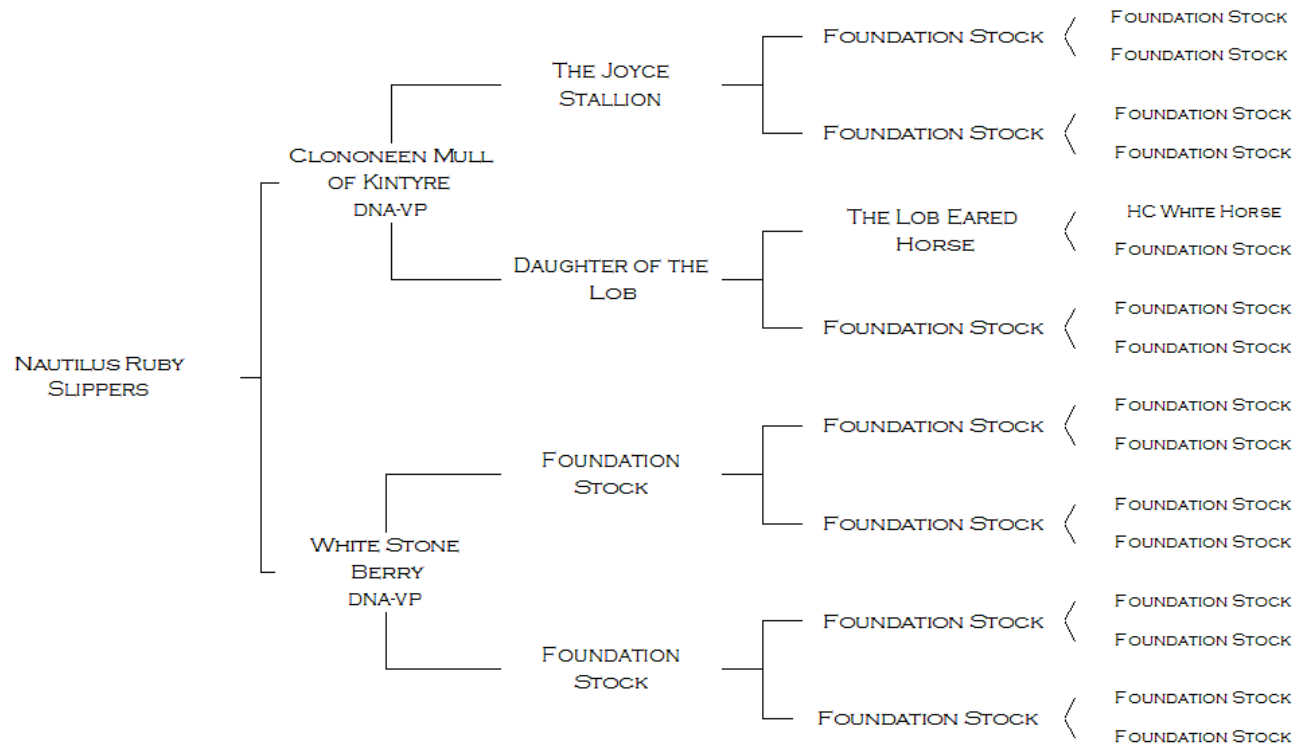 Nautilus Ruby
Slippers
Clononeen Mull
of Kintyre
DNA-VP
White Stone
Berry
DNA-VP
The Joyce
Stallion
Daughter of the
Lob
Foundation
Stock
Foundation
Stock
Foundation Stock
Foundation Stock
The Lob Eared
Horse
Foundation Stock
Foundation Stock
Foundation Stock
Foundation Stock
Foundation Stock
Foundation Stock
Foundation Stock
Foundation Stock
Foundation Stock
HC White Horse
Foundation Stock
Foundation Stock
Foundation Stock
Foundation Stock
Foundation Stock
Foundation Stock
Foundation Stock
Foundation Stock
Foundation Stock
Foundation Stock
Foundation Stock